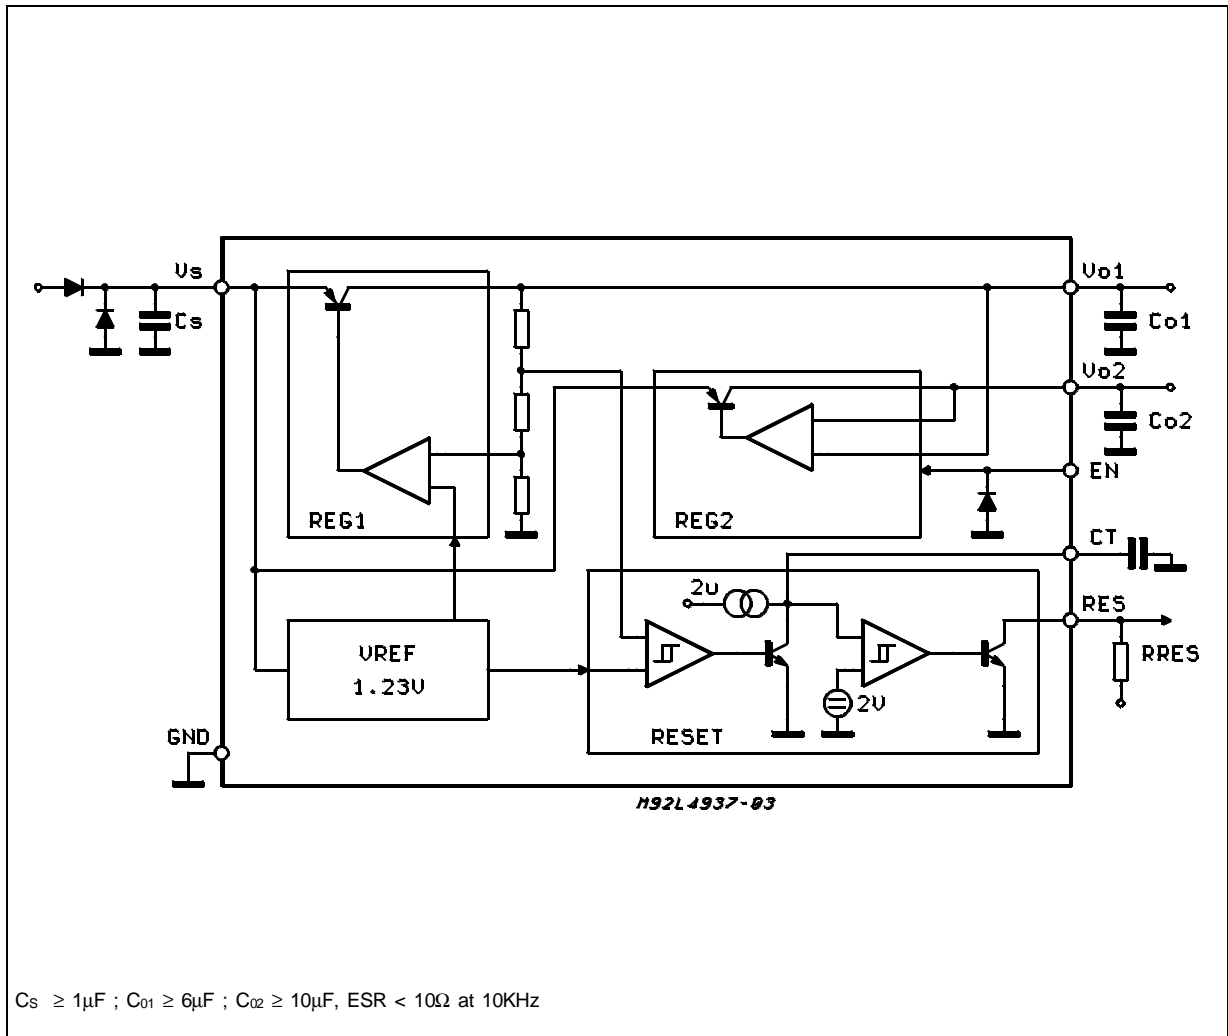 Vs
Cs
Vo1
Co1
Vo2
Co2
REG1
REG2
EN
CT
2u
RES
VREF
1.23V
RRES
2V
GND
RESET
M92L4937-03
CS ≥ 1μF ; C01 ≥ 6μF ; C02 ≥ 10μF, ESR < 10Ω at 10KHz